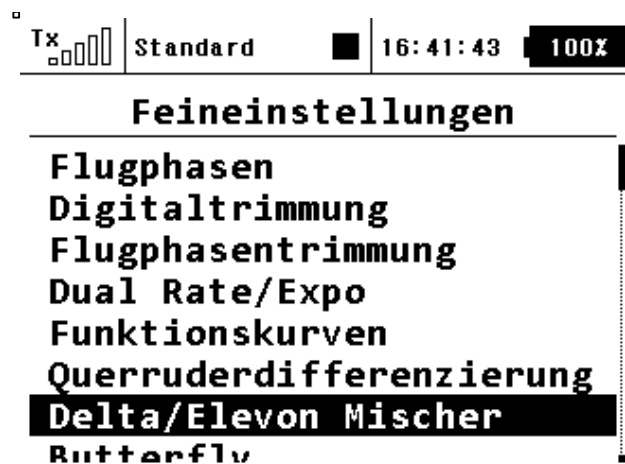 Tx Standard 16:41:43 100%
Feineinstellungen
Flugphasen
Digitaltrimmung
Flugphasentrimmung
Dual Rate/Expo
Funktionskurven
Querruderdifferenzierung
Delta/Elevon Mischer
Butterfly